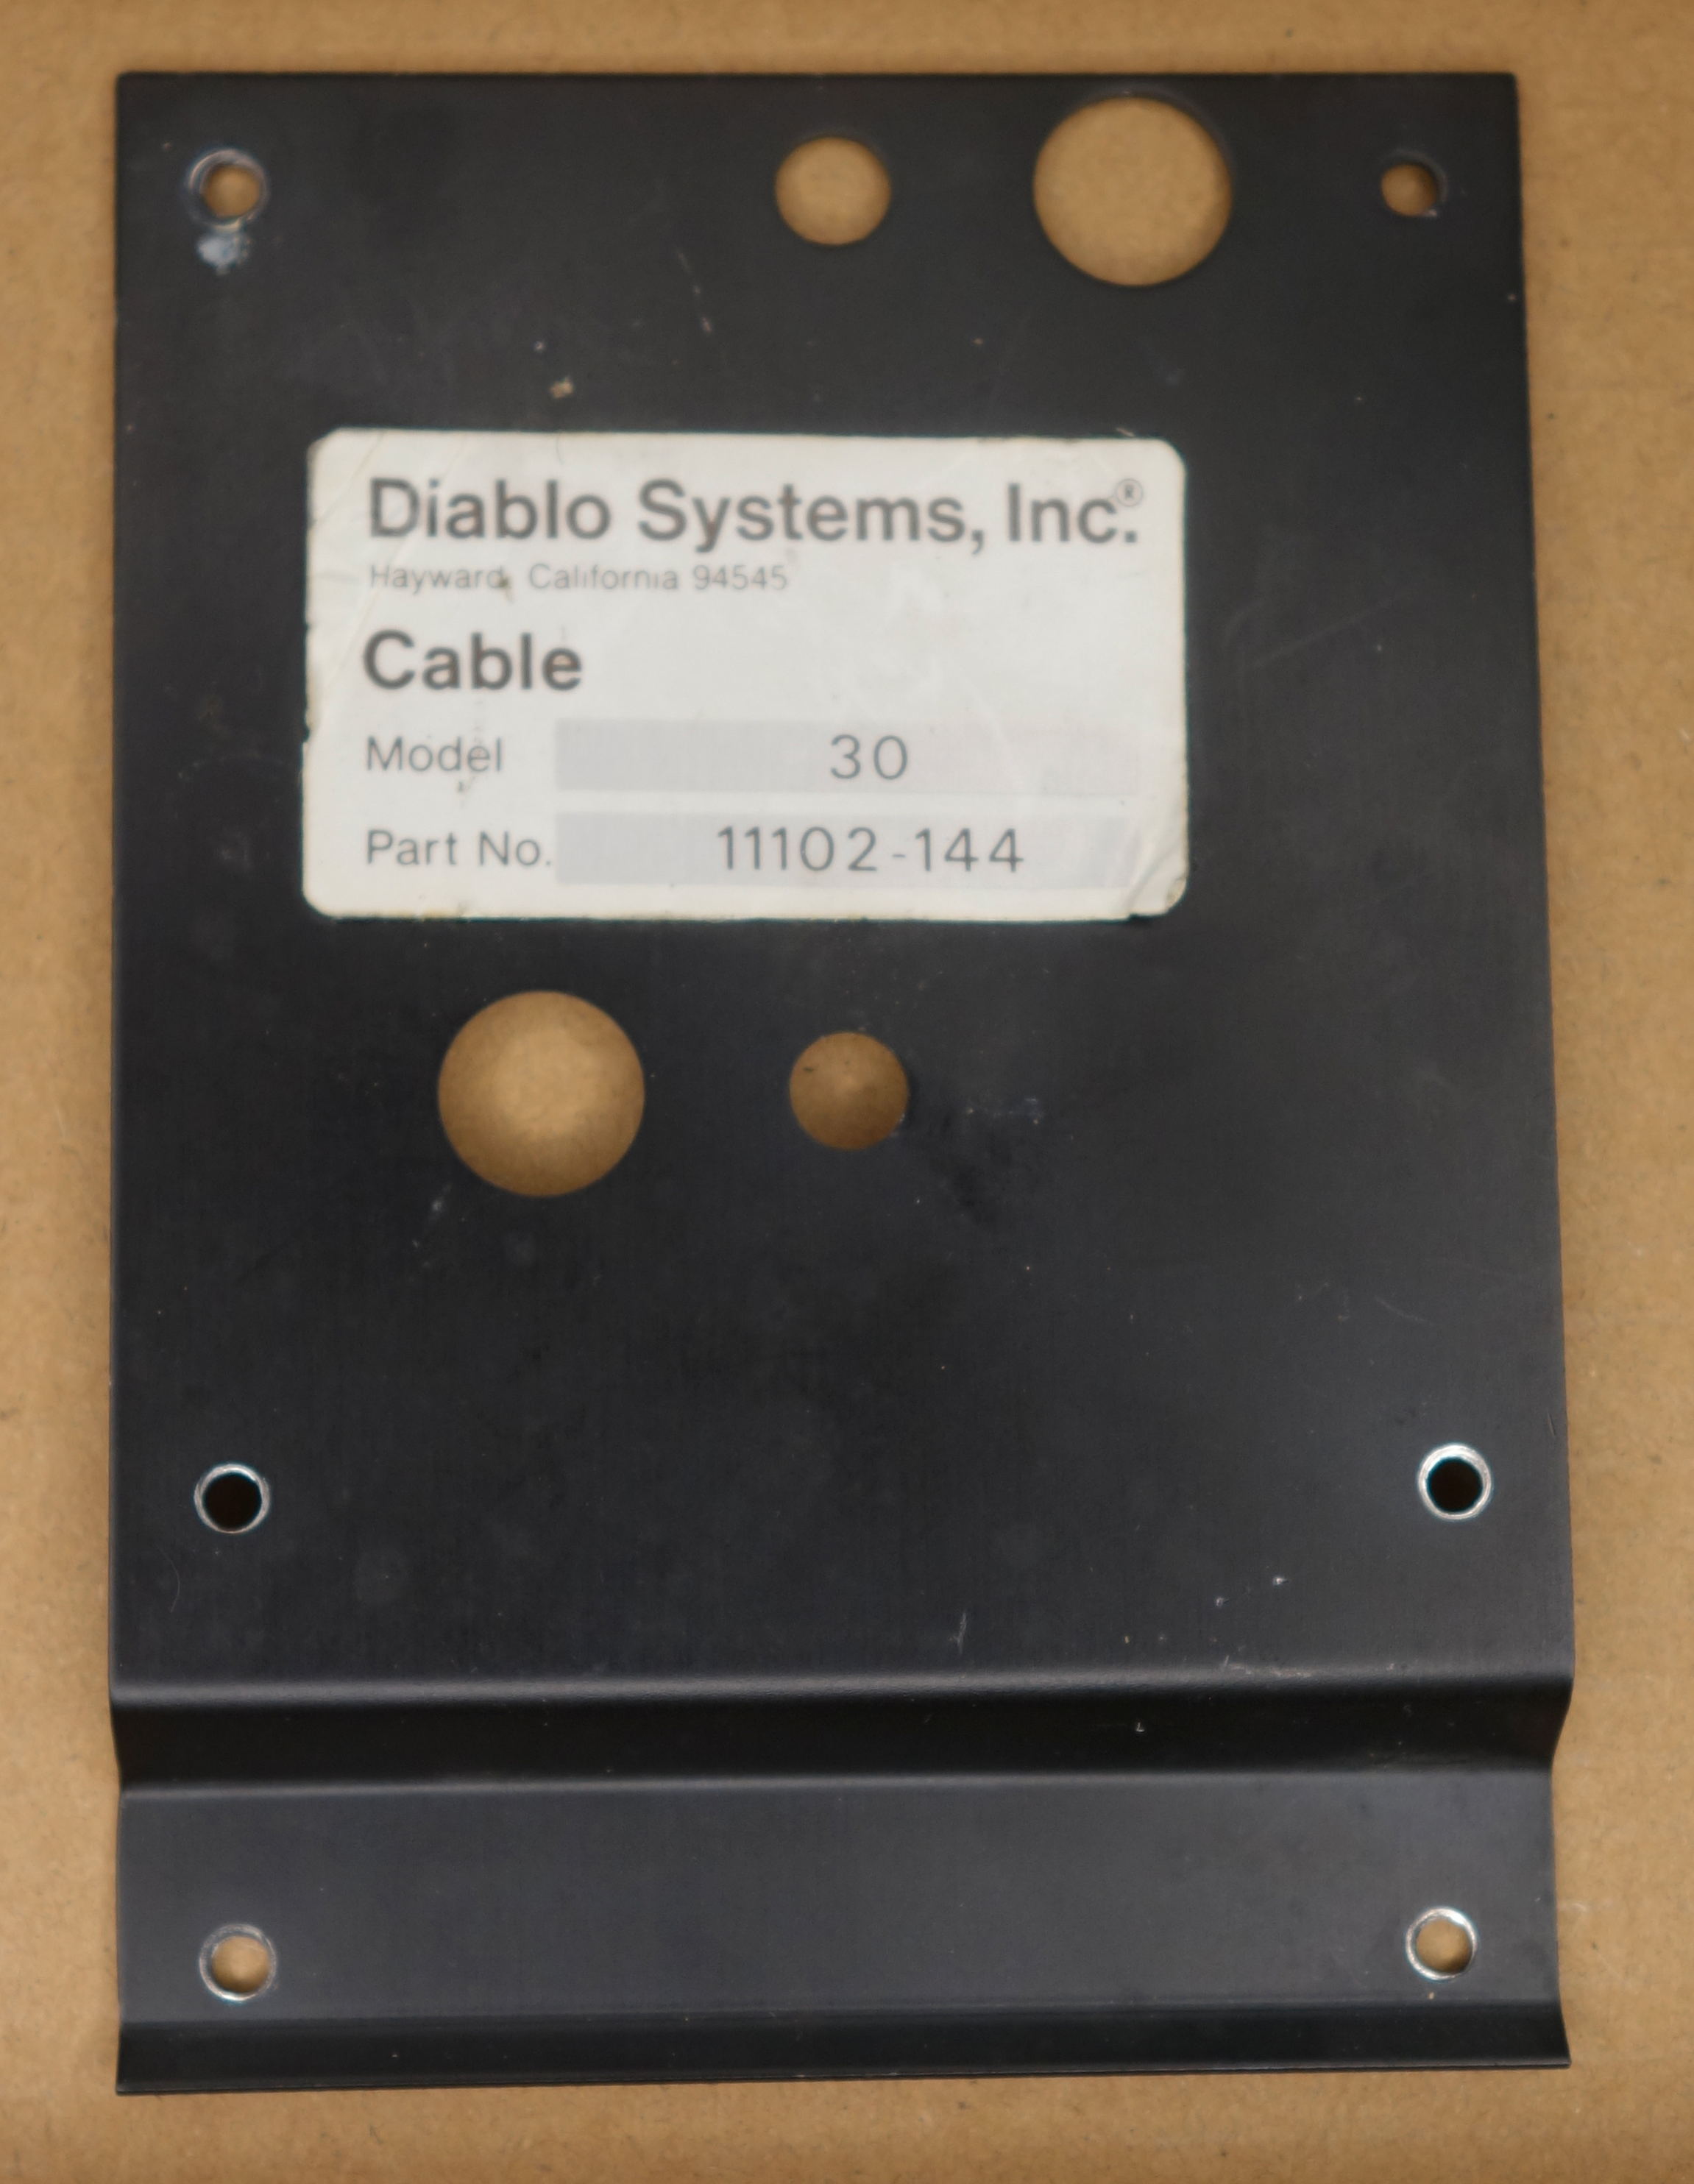 Diablo Systems, Inc.®
Hayward, California 94545
Cable
Model 30
Part No. 11102-144